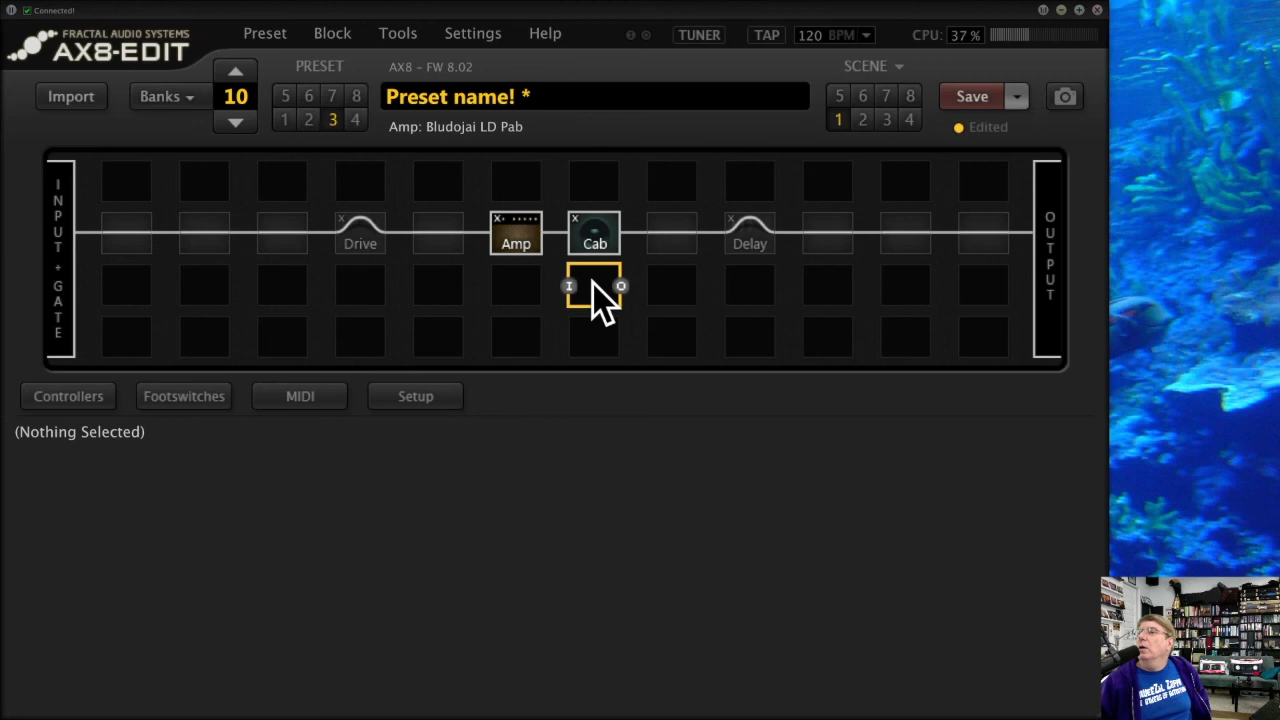 Connected!
FRACTAL AUDIO SYSTEMS
AX8-EDIT
Preset Block Tools Settings Help
TUNER TAP 120 BPM CPU: 37 %
PRESET AX8 - FW 8.02 SCENE
Import Banks 10 5 6 7 8 Preset name! * 5 6 7 8 Save
1 2 3 4 Amp: Bludojai LD Pab 1 2 3 4 Edited
INPUT + GATE
X Drive
X Amp
X Cab
X Delay
I O
OUTPUT
Controllers Footswitches MIDI Setup
(Nothing Selected)